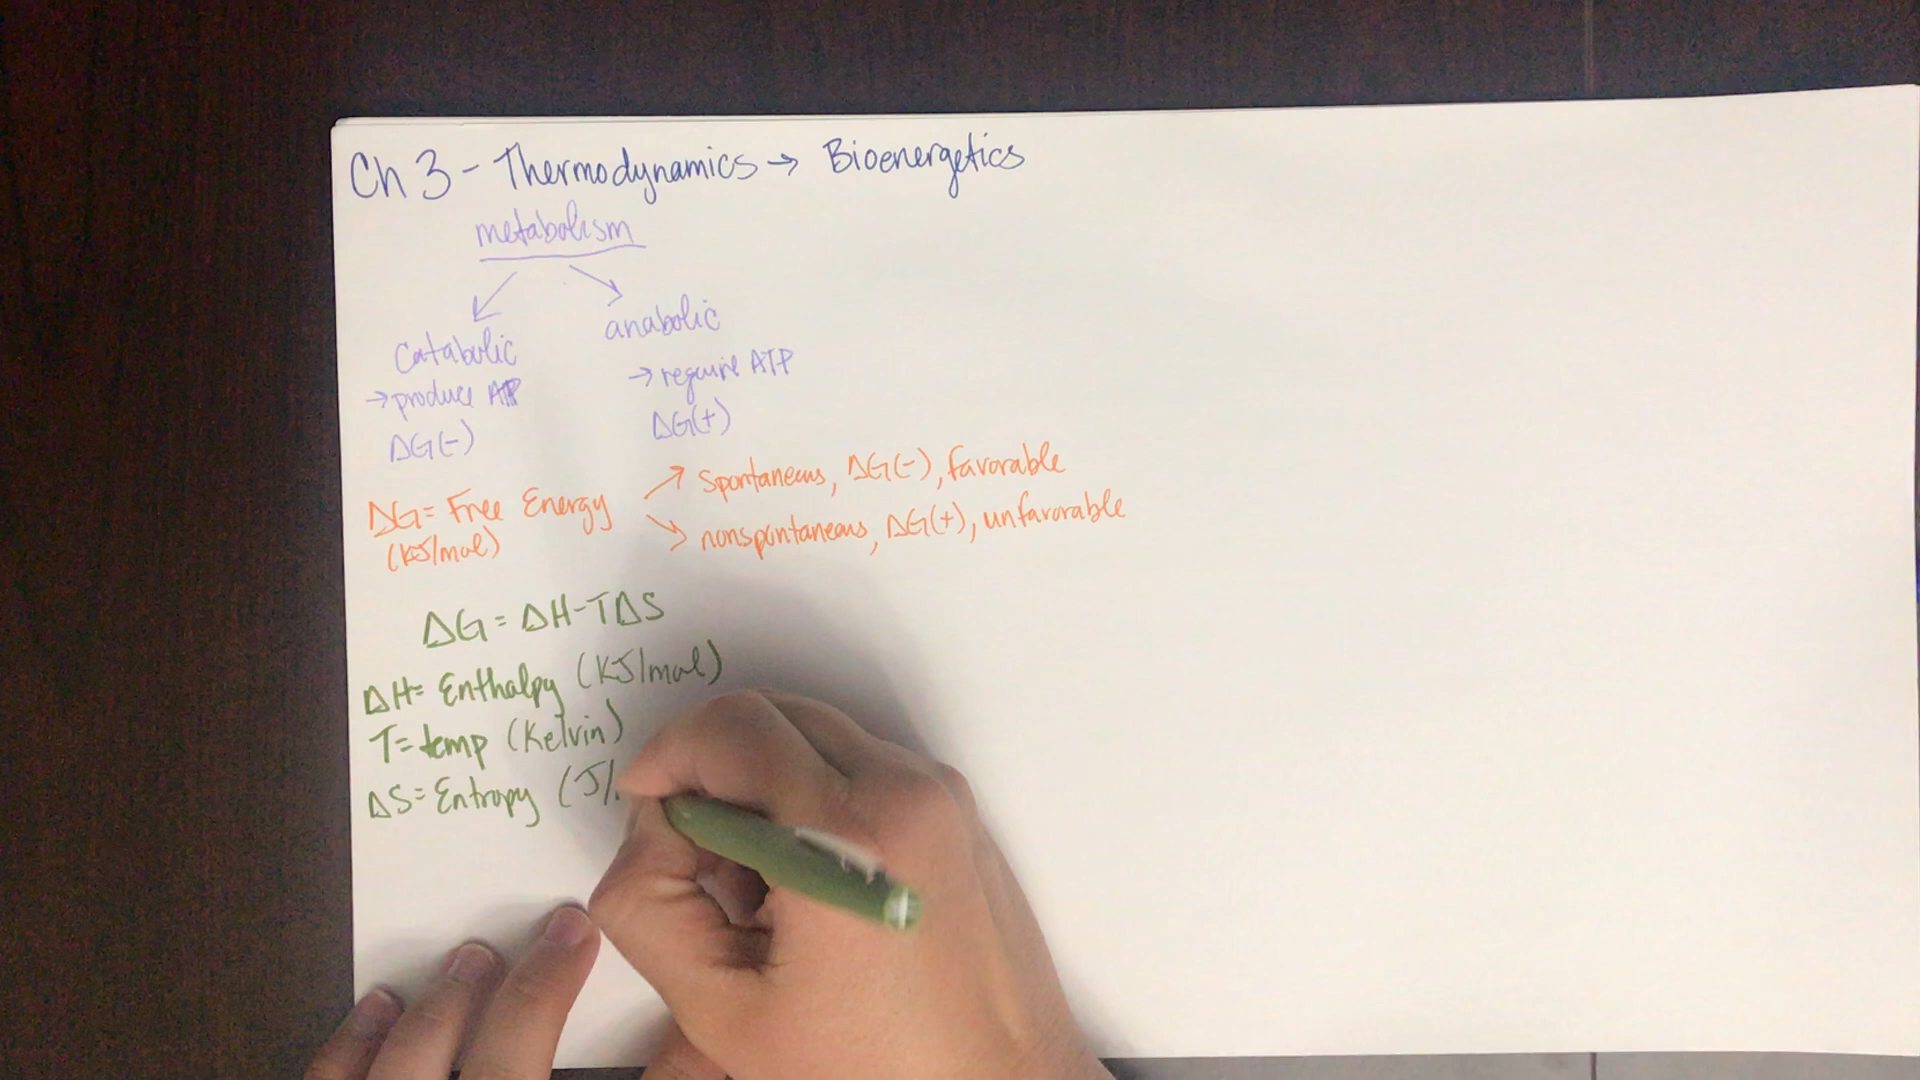 Ch 3 - Thermodynamics → Bioenergetics
metabolism
Catabolic
→ produce ATP
ΔG(-)
anabolic
→ require ATP
ΔG(+)
ΔG = Free Energy
(KJ/mol)
↗ Spontaneous, ΔG(-), favorable
↘ nonspontaneous, ΔG(+), unfavorable
ΔG = ΔH-TΔS
ΔH= Enthalpy (KJ/mol)
T= temp (Kelvin)
ΔS= Entropy (J/